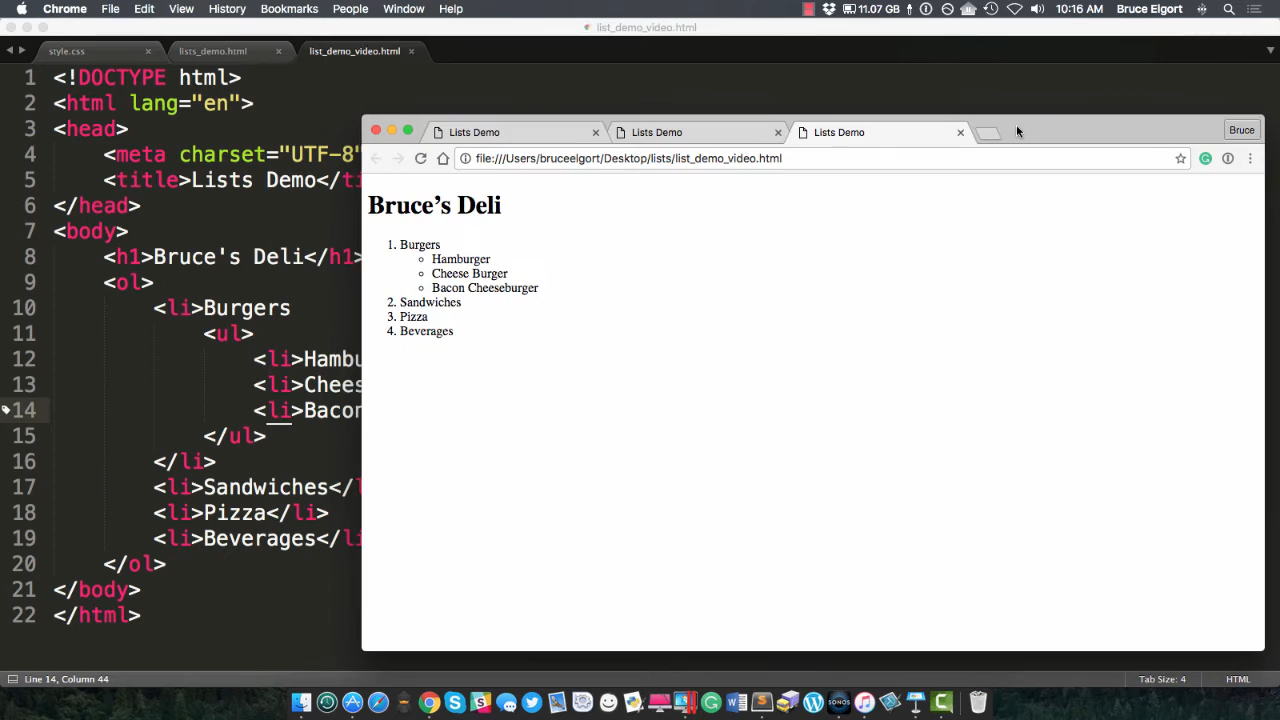 Chrome File Edit View History Bookmarks People Window Help 11.07 GB 10:16 AM Bruce Elgort
list_demo_video.html
style.css lists_demo.html list_demo_video.html
1 <!DOCTYPE html>
2 <html lang="en">
3 <head>
4 <meta charset="UTF-8"
5 <title>Lists Demo</ti
6 </head>
7 <body>
8 <h1>Bruce's Deli</h1
9 <ol>
10 <li>Burgers
11 <ul>
12 <li>Hambu
13 <li>Chees
14 <li>Bacon
15 </ul>
16 </li>
17 <li>Sandwiches</l
18 <li>Pizza</li>
19 <li>Beverages</li
20 </ol>
21 </body>
22 </html>
Lists Demo Lists Demo Lists Demo Bruce
file:///Users/bruceelgort/Desktop/lists/list_demo_video.html
Bruce’s Deli
1. Burgers
Hamburger
Cheese Burger
Bacon Cheeseburger
2. Sandwiches
3. Pizza
4. Beverages
Line 14, Column 44 Tab Size: 4 HTML
SONOS